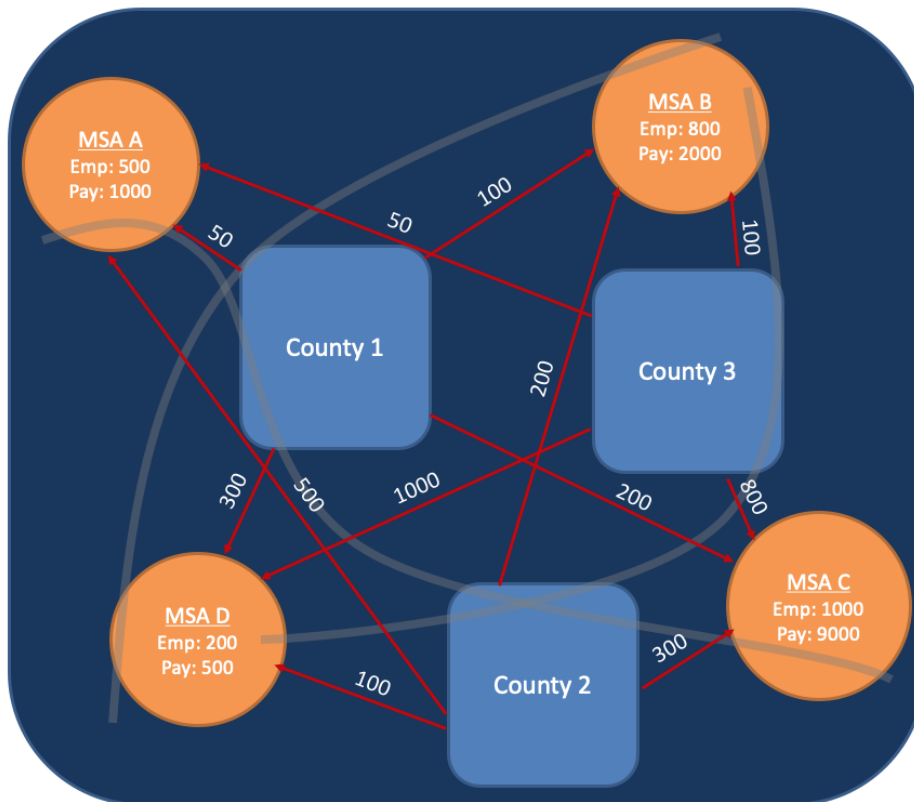 MSA A
Emp: 500
Pay: 1000
MSA B
Emp: 800
Pay: 2000
100
50
50
100
County 1
County 3
200
300
500
1000
200
800
MSA D
Emp: 200
Pay: 500
MSA C
Emp: 1000
Pay: 9000
300
100
County 2